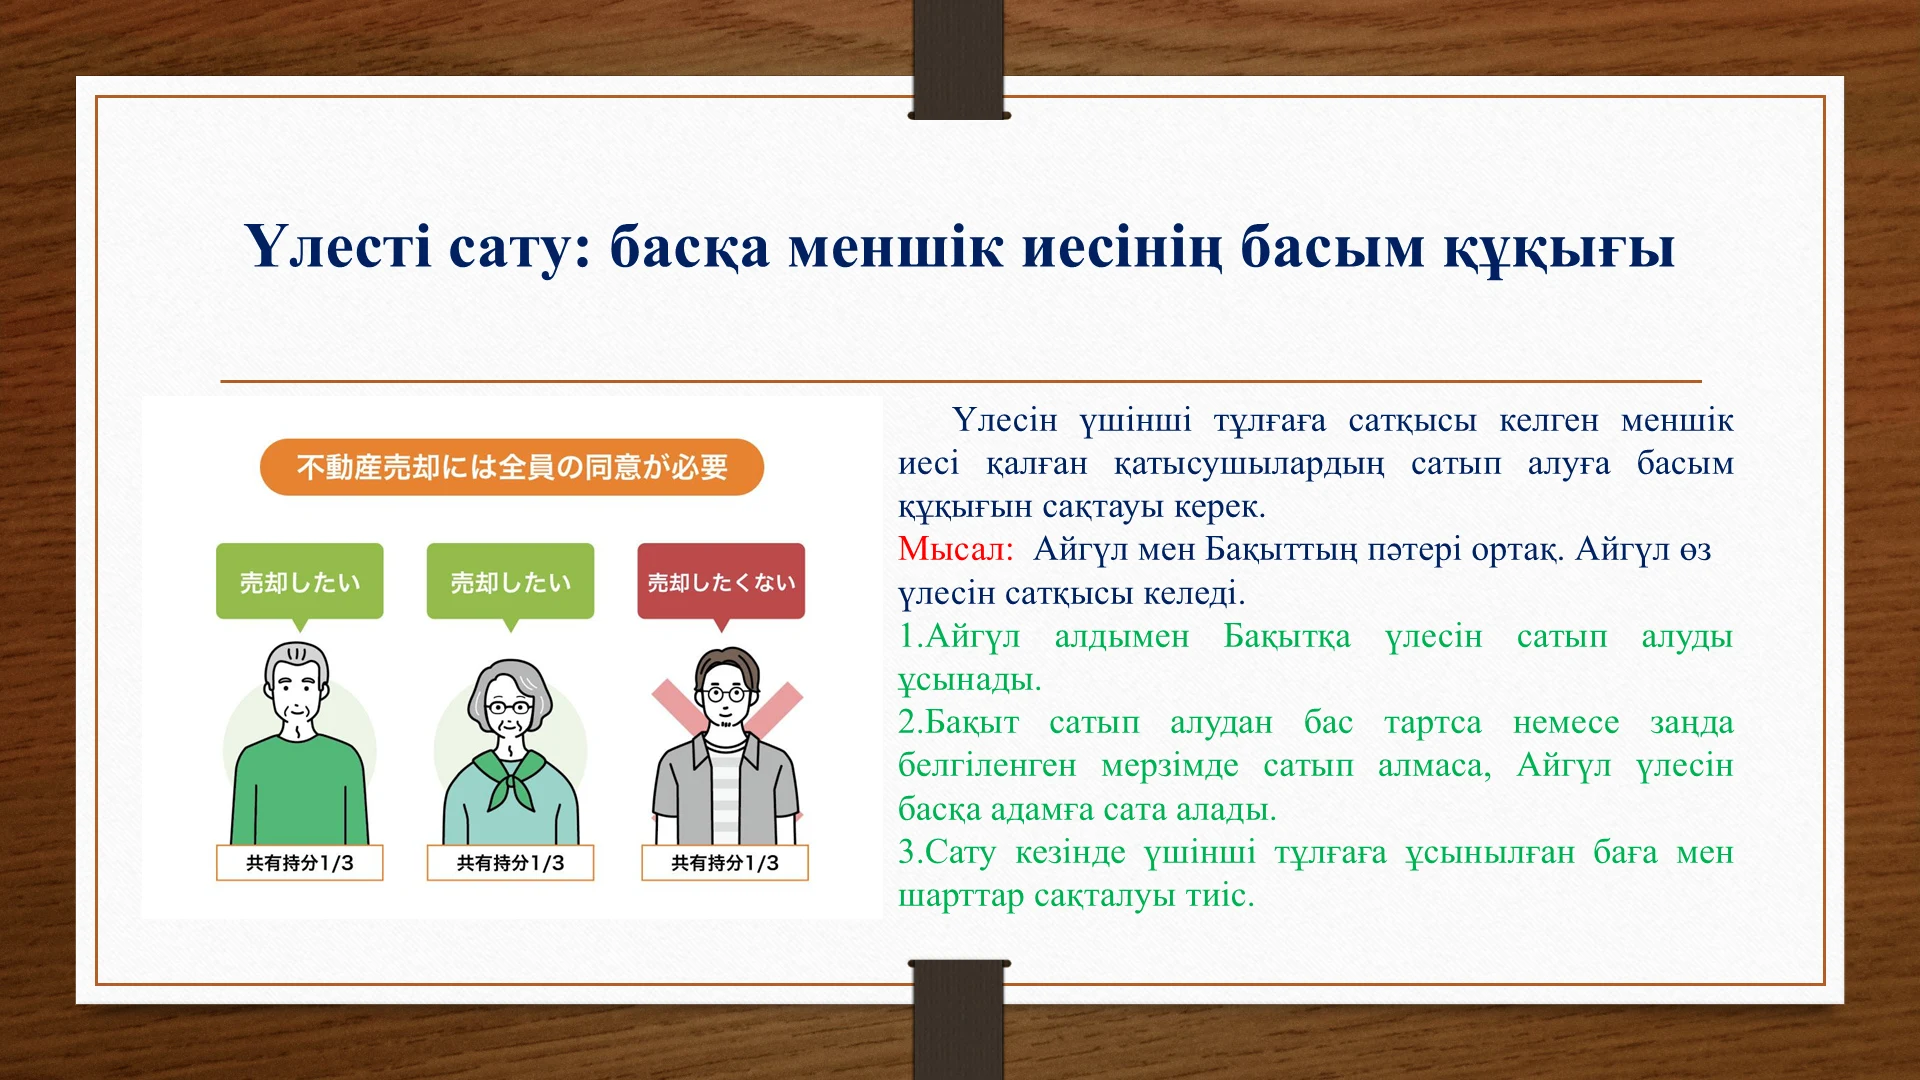 Үлесті сату: басқа меншік иесінің басым құқығы
不動産売却には全員の同意が必要
売却したい
売却したい
売却したくない
共有持分1/3
共有持分1/3
共有持分1/3
Үлесін үшінші тұлғаға сатқысы келген меншік
иесі қалған қатысушылардың сатып алуға басым
құқығын сақтауы керек.
Мысал: Айгүл мен Бақыттың пәтері ортақ. Айгүл өз
үлесін сатқысы келеді.
1.Айгүл алдымен Бақытқа үлесін сатып алуды
ұсынады.
2.Бақыт сатып алудан бас тартса немесе заңда
белгіленген мерзімде сатып алмаса, Айгүл үлесін
басқа адамға сата алады.
3.Сату кезінде үшінші тұлғаға ұсынылған баға мен
шарттар сақталуы тиіс.